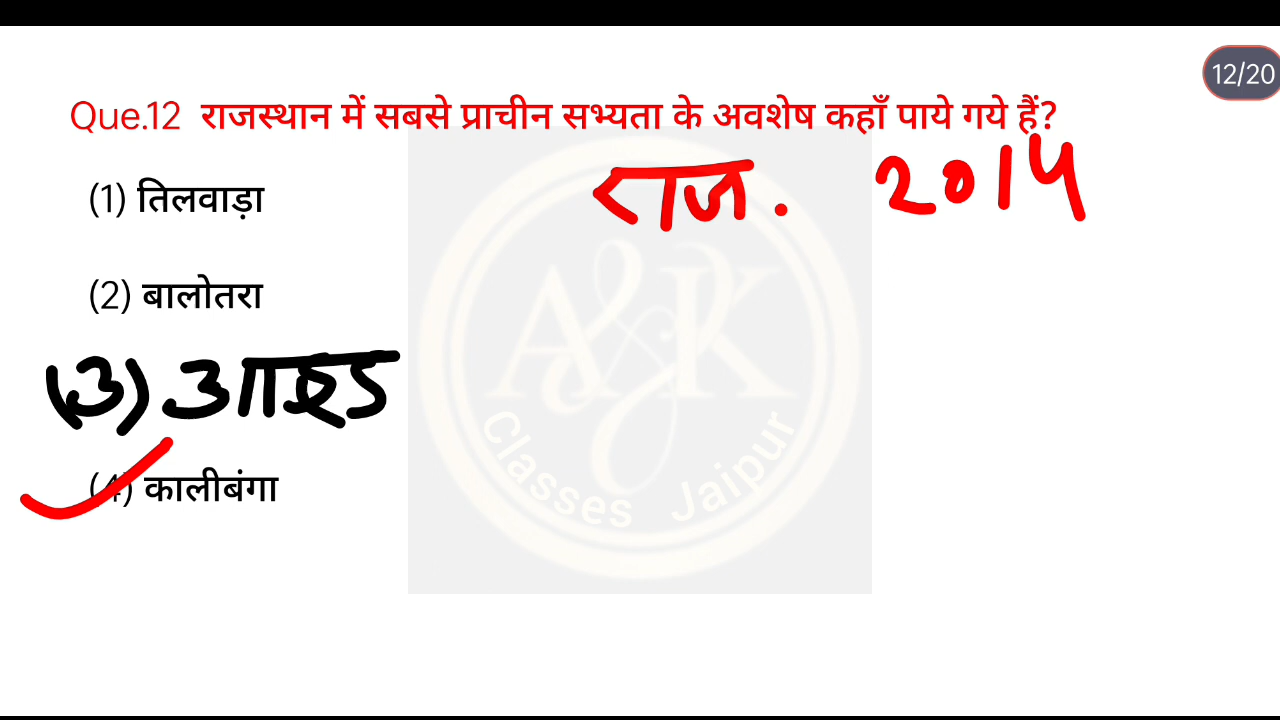 12/20
Que.12 राजस्थान में सबसे प्राचीन सभ्यता के अवशेष कहाँ पाये गये हैं?
राज. २०१५
(1) तिलवाड़ा
(2) बालोतरा
(3) आहड
(4) कालीबंगा
A&K
Classes Jaipur